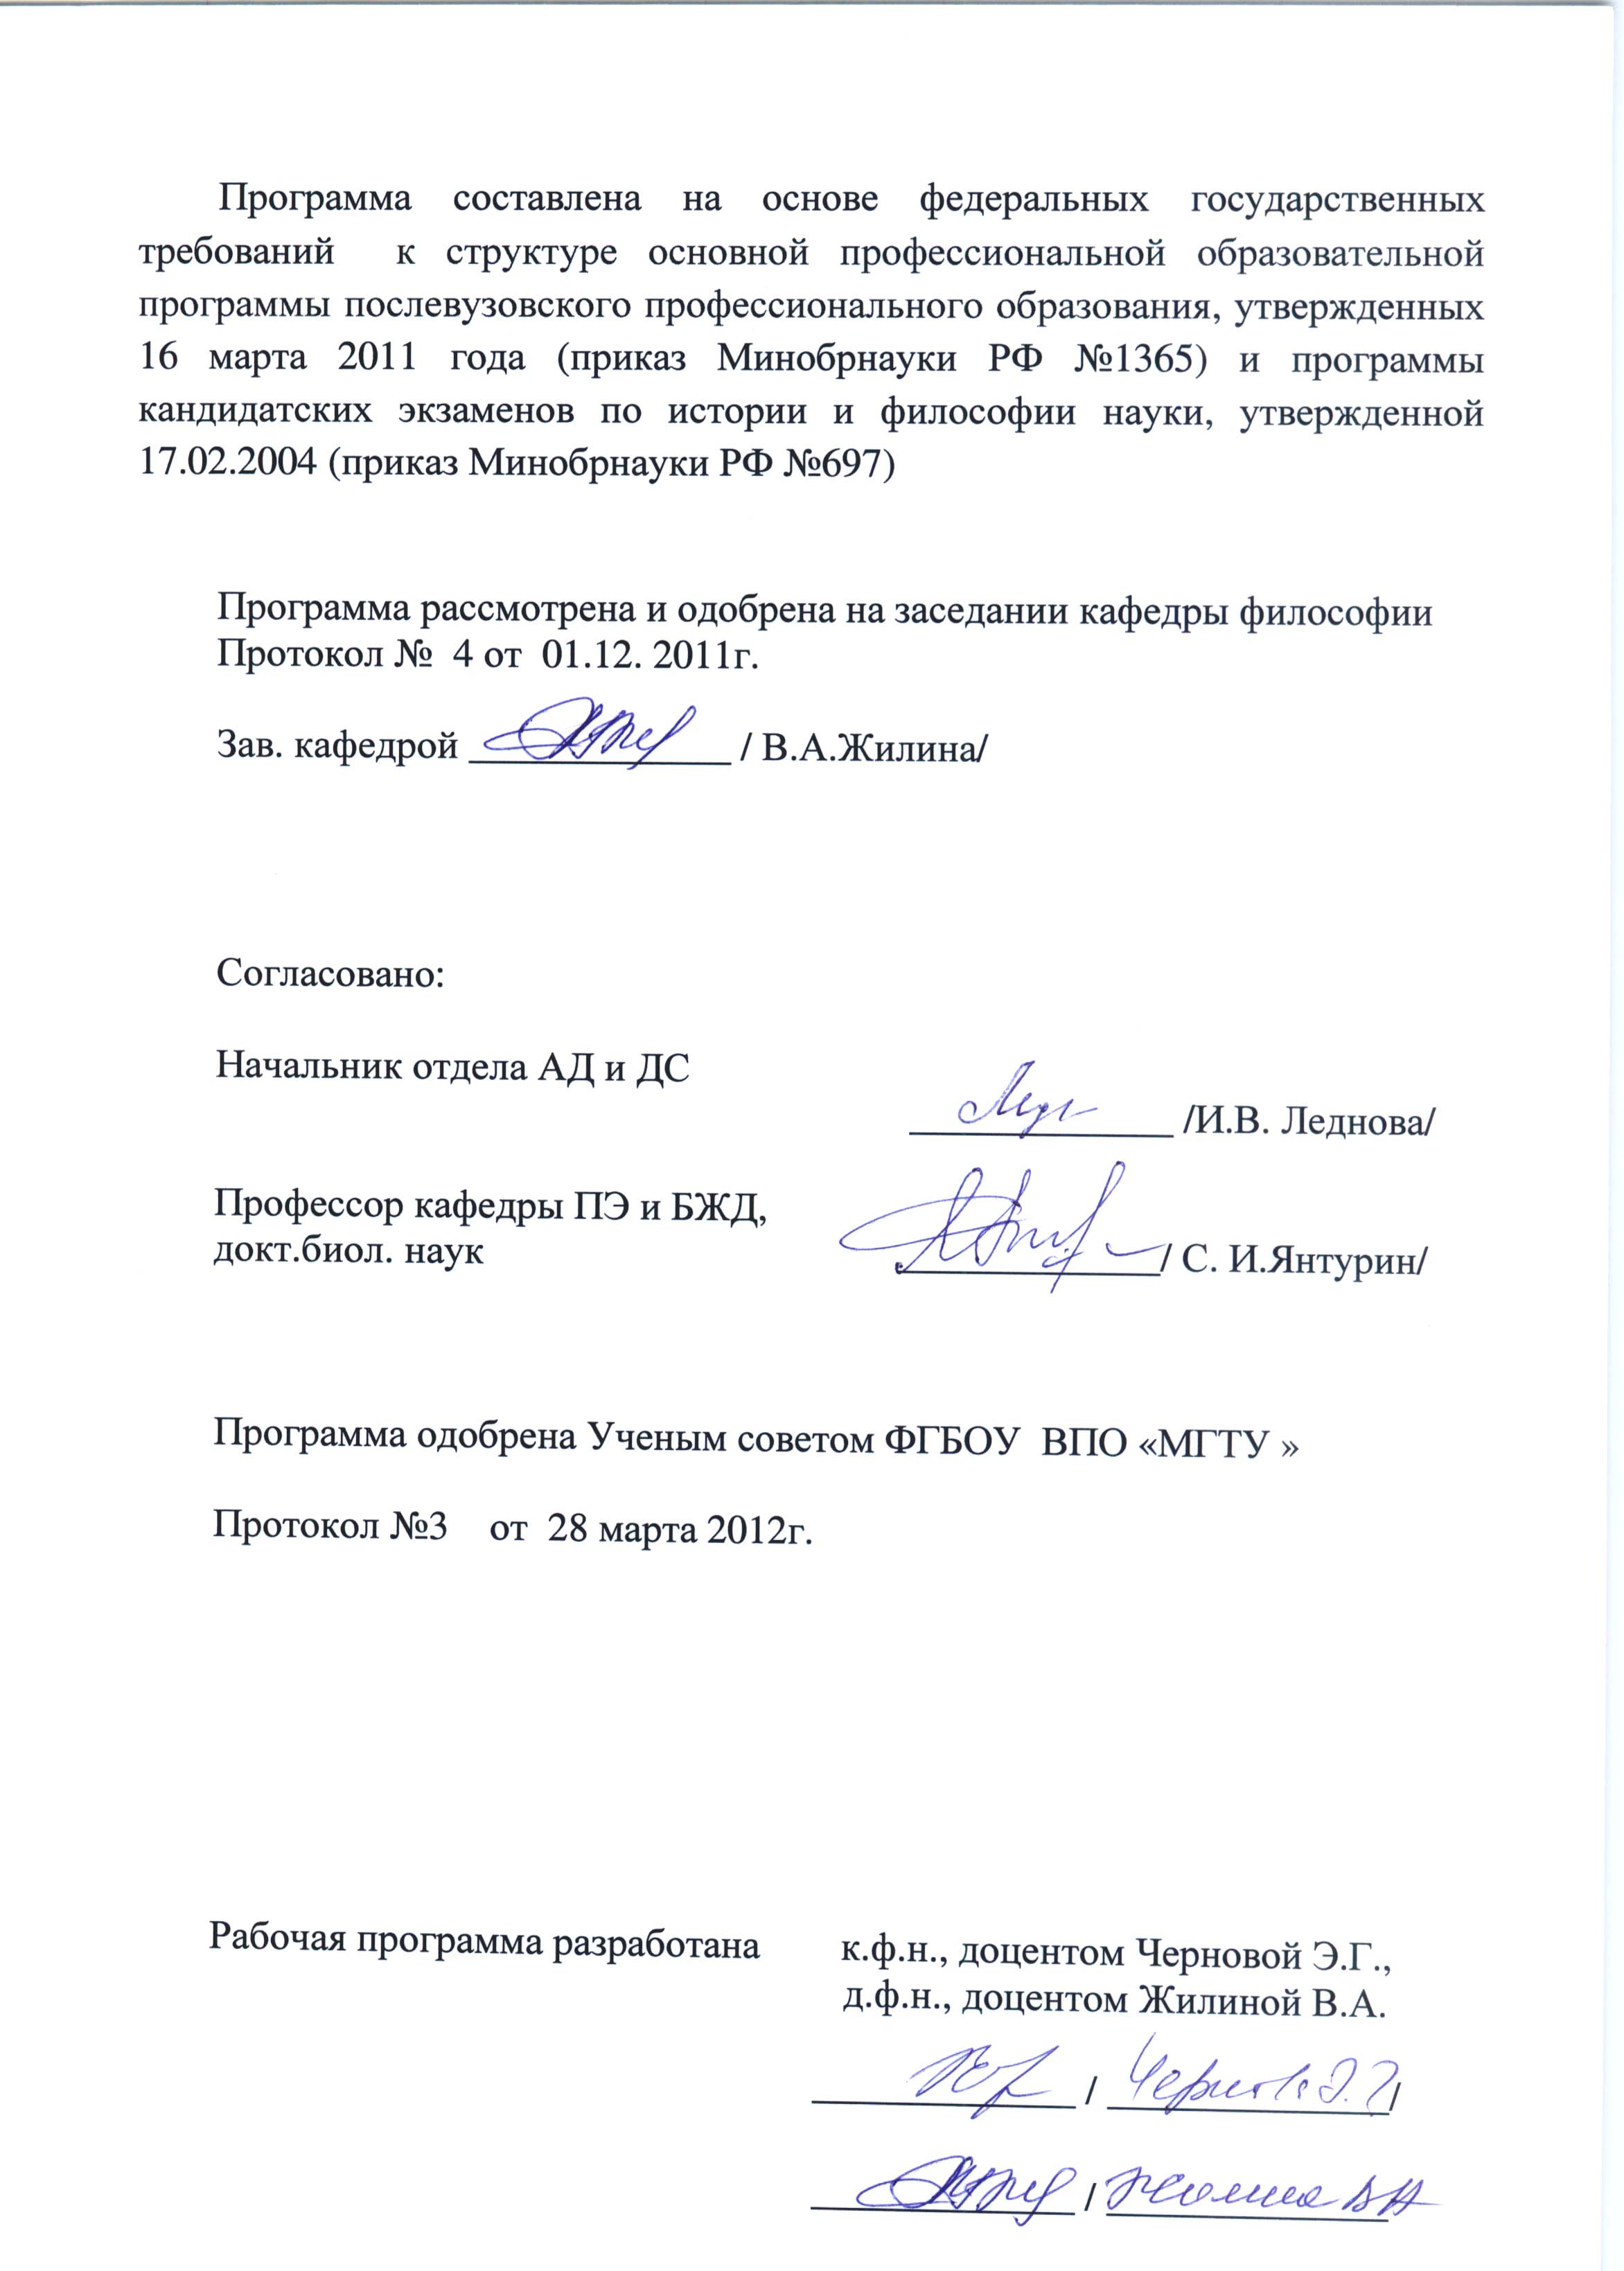 Программа составлена на основе федеральных государственных
требований к структуре основной профессиональной образовательной
программы послевузовского профессионального образования, утвержденных
16 марта 2011 года (приказ Минобрнауки РФ №1365) и программы
кандидатских экзаменов по истории и философии науки, утвержденной
17.02.2004 (приказ Минобрнауки РФ №697)
Программа рассмотрена и одобрена на заседании кафедры философии
Протокол № 4 от 01.12. 2011г.
Зав. кафедрой / В.А.Жилина/
Согласовано:
Начальник отдела АД и ДС
/И.В. Леднова/
Профессор кафедры ПЭ и БЖД,
докт.биол. наук / С. И.Янтурин/
Программа одобрена Ученым советом ФГБОУ ВПО «МГТУ »
Протокол №3 от 28 марта 2012г.
Рабочая программа разработана к.ф.н., доцентом Черновой Э.Г.,
д.ф.н., доцентом Жилиной В.А.
/ Чернова Э.Г/
/ Жилина В А